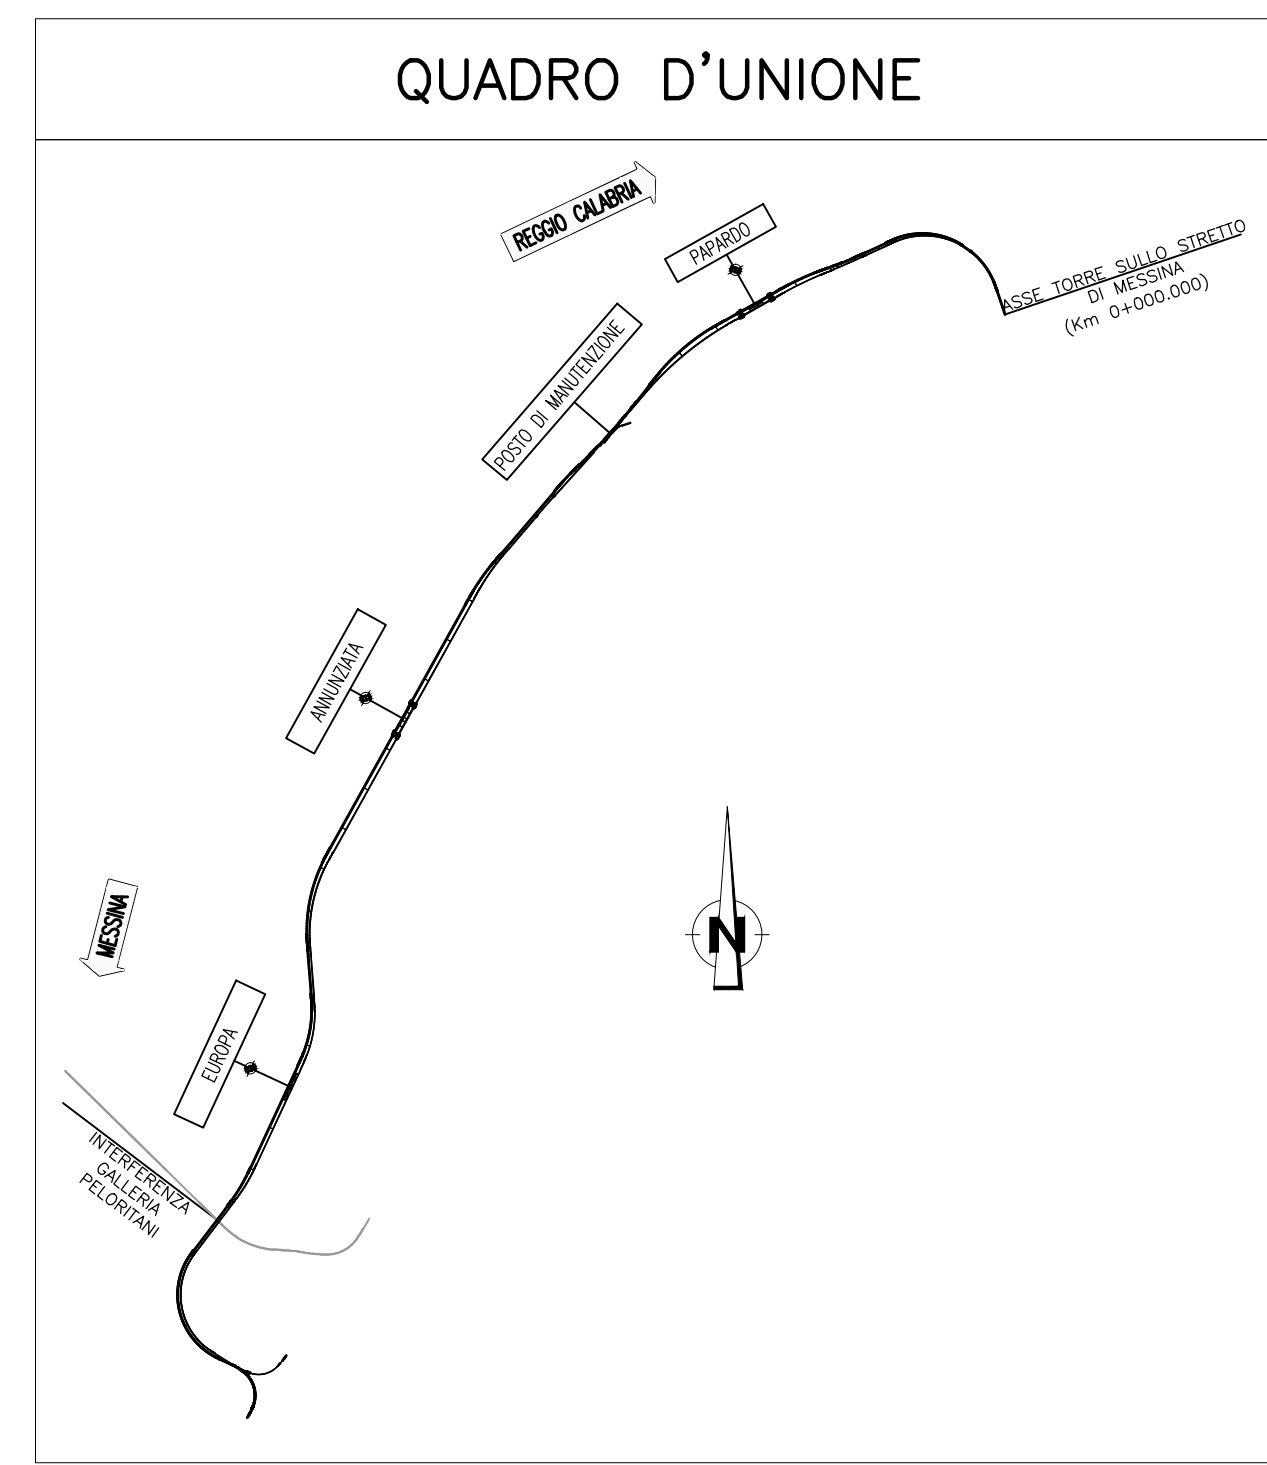 QUADRO D'UNIONE
REGGIO CALABRIA
PAPARDO
ASSE TORRE SULLO STRETTO
DI MESSINA
(Km 0+000.000)
POSTO DI MANUTENZIONE
ANNUNZIATA
MESSINA
N
EUROPA
INTERFERENZA
GALLERIA
PELORITANI